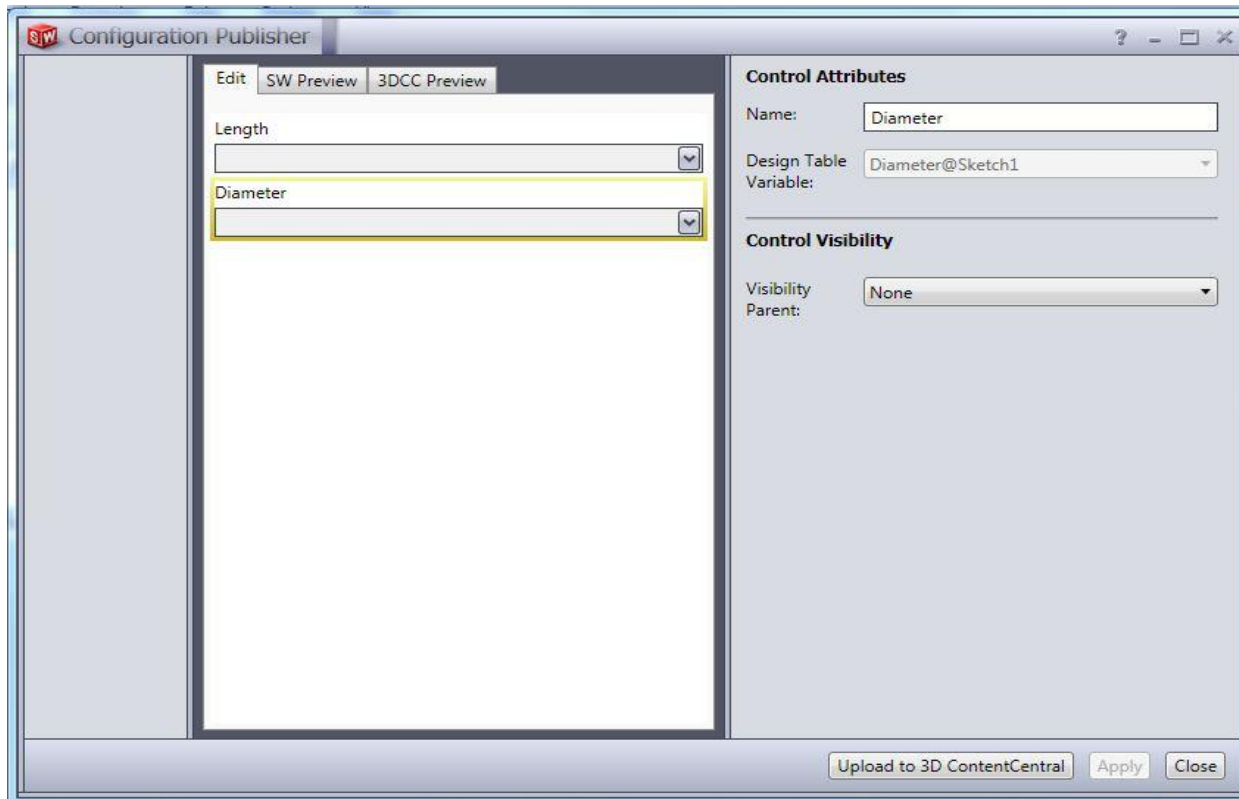 SW Configuration Publisher
?
Edit
SW Preview
3DCC Preview
Length
Diameter
Control Attributes
Name:
Diameter
Design Table
Variable:
Diameter@Sketch1
Control Visibility
Visibility
Parent:
None
Upload to 3D ContentCentral
Apply
Close